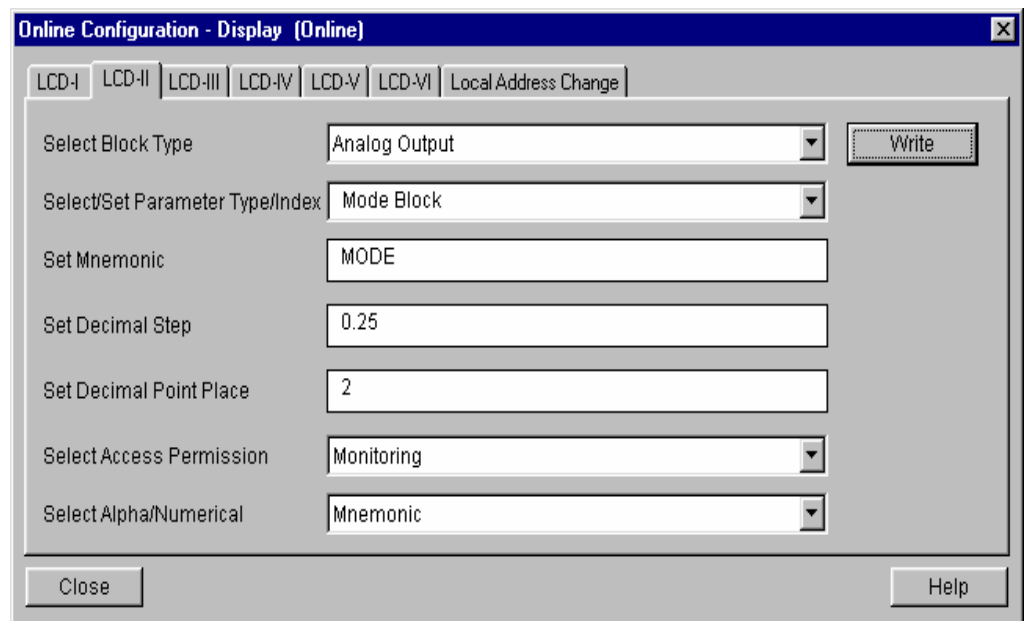 Online Configuration - Display (Online)
LCD-I LCD-II LCD-III LCD-IV LCD-V LCD-VI Local Address Change
Select Block Type Analog Output Write
Select/Set Parameter Type/Index Mode Block
Set Mnemonic MODE
Set Decimal Step 0.25
Set Decimal Point Place 2
Select Access Permission Monitoring
Select Alpha/Numerical Mnemonic
Close Help